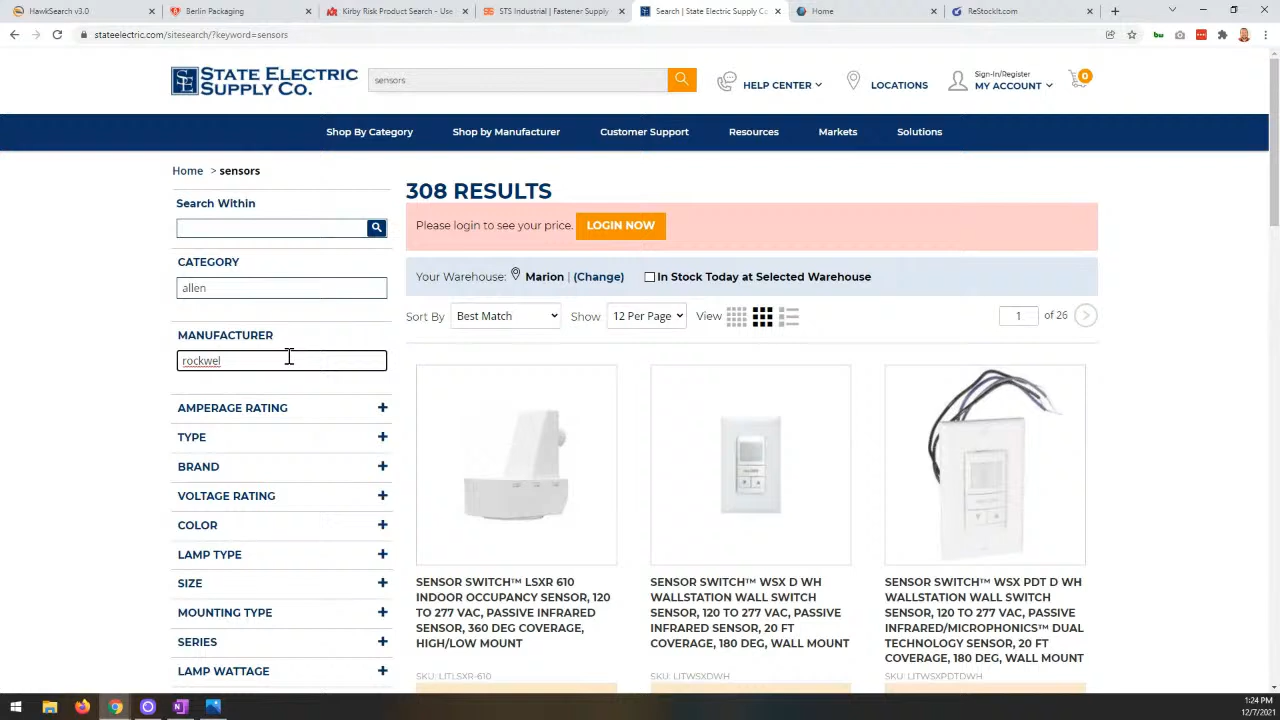 HawkSearch v3.0
Berlin Packaging
Kirby Risk Product Search - Use
STS Industrial | Fastener Supply
Search | State Electric Supply Co
Home
ReStockIt.com
stateelectric.com/sitesearch/?keyword=sensors
STATE ELECTRIC
SUPPLY CO.
sensors
HELP CENTER
LOCATIONS
Sign-In/Register
MY ACCOUNT
0
Shop By Category
Shop by Manufacturer
Customer Support
Resources
Markets
Solutions
Home > sensors
Search Within
CATEGORY
allen
MANUFACTURER
rockwel
AMPERAGE RATING
TYPE
BRAND
VOLTAGE RATING
COLOR
LAMP TYPE
SIZE
MOUNTING TYPE
SERIES
LAMP WATTAGE
308 RESULTS
Please login to see your price. LOGIN NOW
Your Warehouse: Marion | (Change) In Stock Today at Selected Warehouse
Sort By Best Match Show 12 Per Page View 1 of 26
SENSOR SWITCH™ LSXR 610
INDOOR OCCUPANCY SENSOR, 120
TO 277 VAC, PASSIVE INFRARED
SENSOR, 360 DEG COVERAGE,
HIGH/LOW MOUNT
SKU: LITLSXR-610
SENSOR SWITCH™ WSX D WH
WALLSTATION WALL SWITCH
SENSOR, 120 TO 277 VAC, PASSIVE
INFRARED SENSOR, 20 FT
COVERAGE, 180 DEG, WALL MOUNT
SKU: LITWSXDWH
SENSOR SWITCH™ WSX PDT D WH
WALLSTATION WALL SWITCH
SENSOR, 120 TO 277 VAC, PASSIVE
INFRARED/MICROPHONICS™ DUAL
TECHNOLOGY SENSOR, 20 FT
COVERAGE, 180 DEG, WALL MOUNT
SKU: LITWSXPDTDWH
1:24 PM
12/7/2021